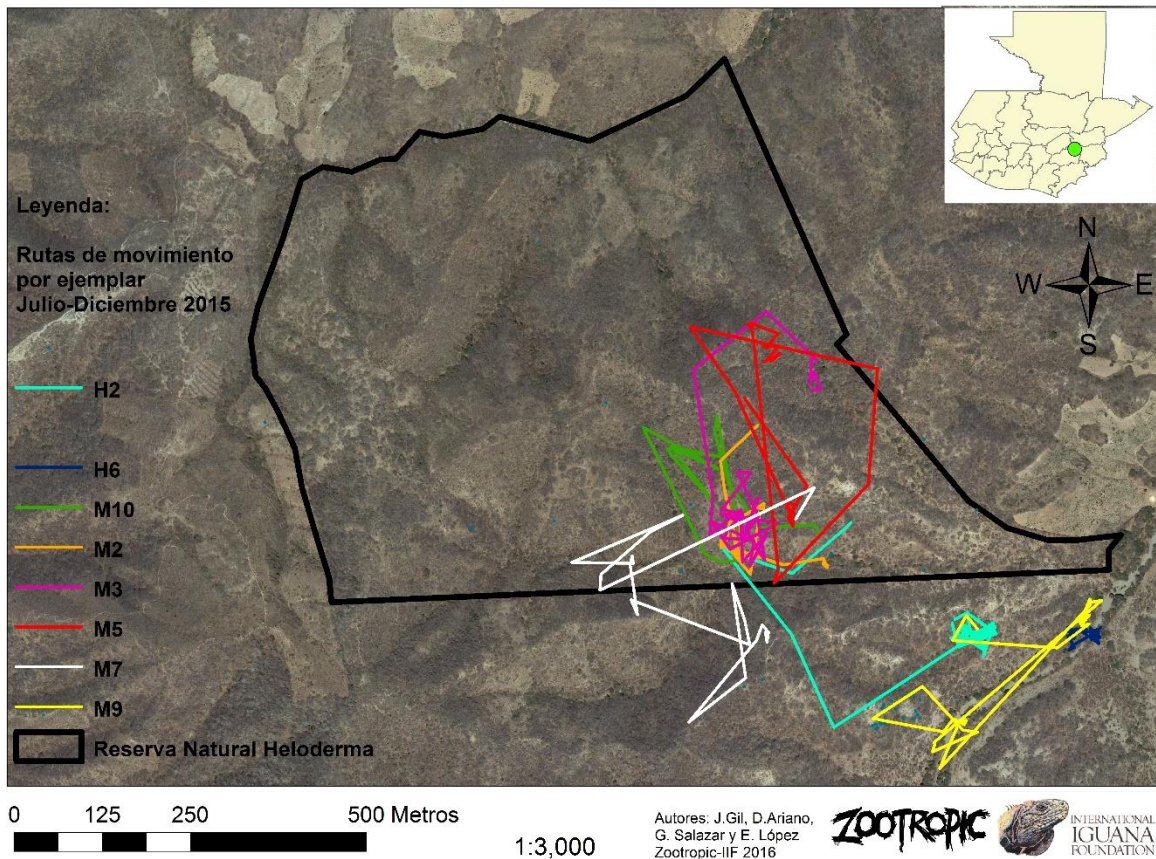 Leyenda:
Rutas de movimiento
por ejemplar
Julio-Diciembre 2015
H2
H6
M10
M2
M3
M5
M7
M9
Reserva Natural Heloderma
N
W E
S
0 125 250 500 Metros
1:3,000
Autores: J.Gil, D.Ariano,
G. Salazar y E. López
Zootropic-IIF 2016
ZOOTROPIC
INTERNATIONAL
IGUANA
FOUNDATION